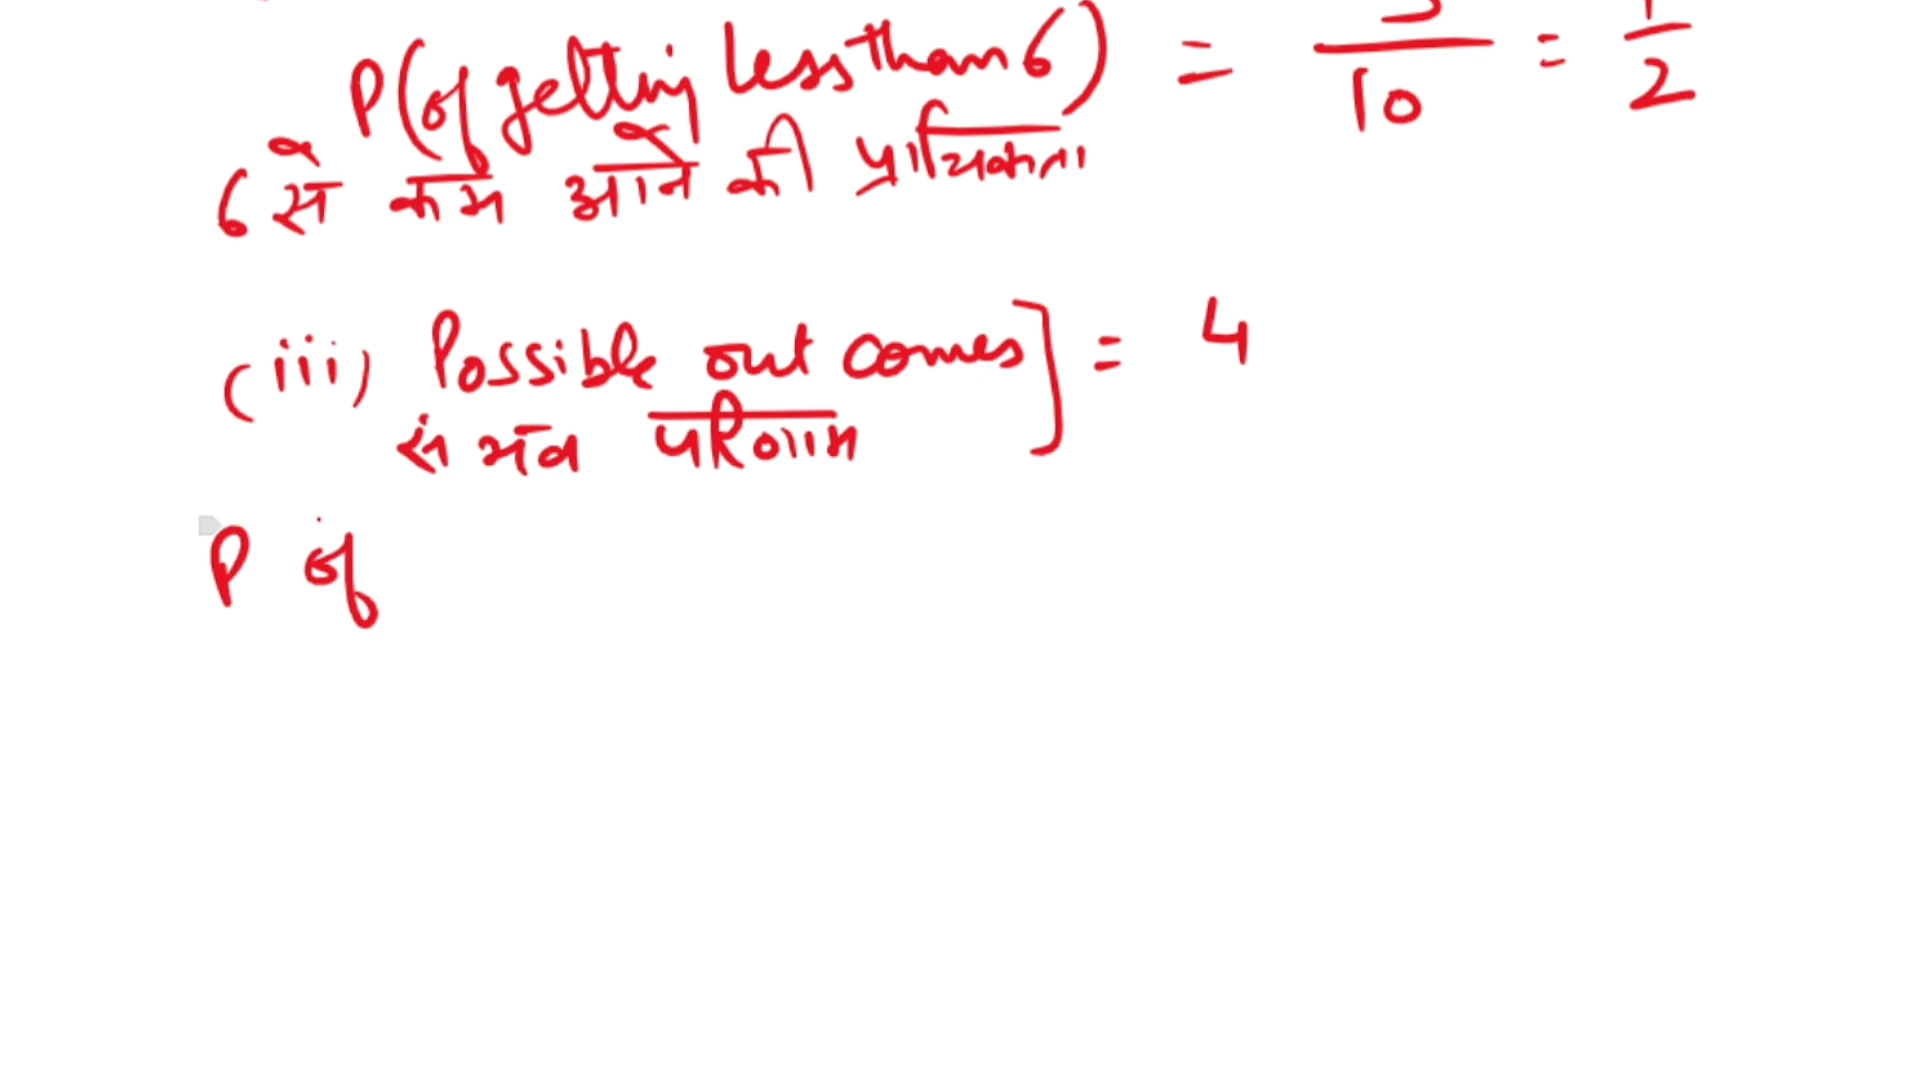 P(of getting less than 6) = 5/10 = 1/2
6 से कम आने की प्रायिकता
(iii) Possible out comes] = 4
संभव परिणाम
P of